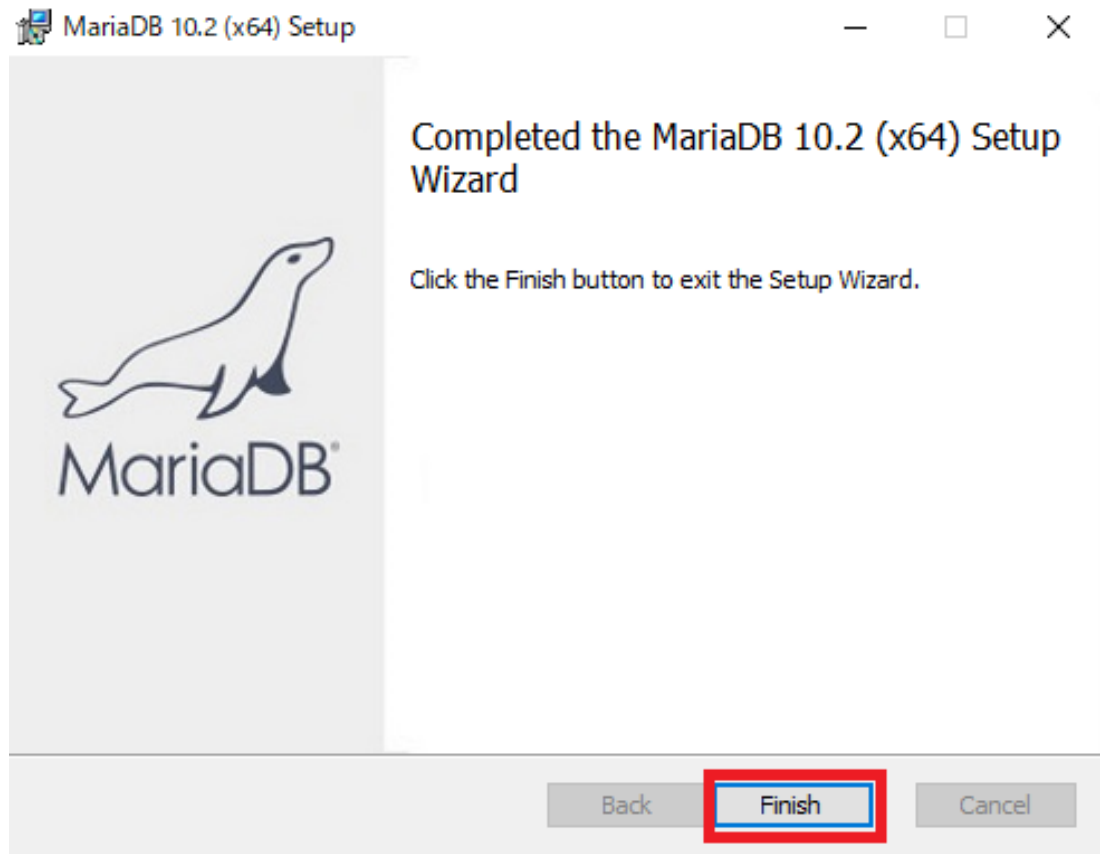 MariaDB 10.2 (x64) Setup
Completed the MariaDB 10.2 (x64) Setup
Wizard
Click the Finish button to exit the Setup Wizard.
MariaDB®
Back
Finish
Cancel